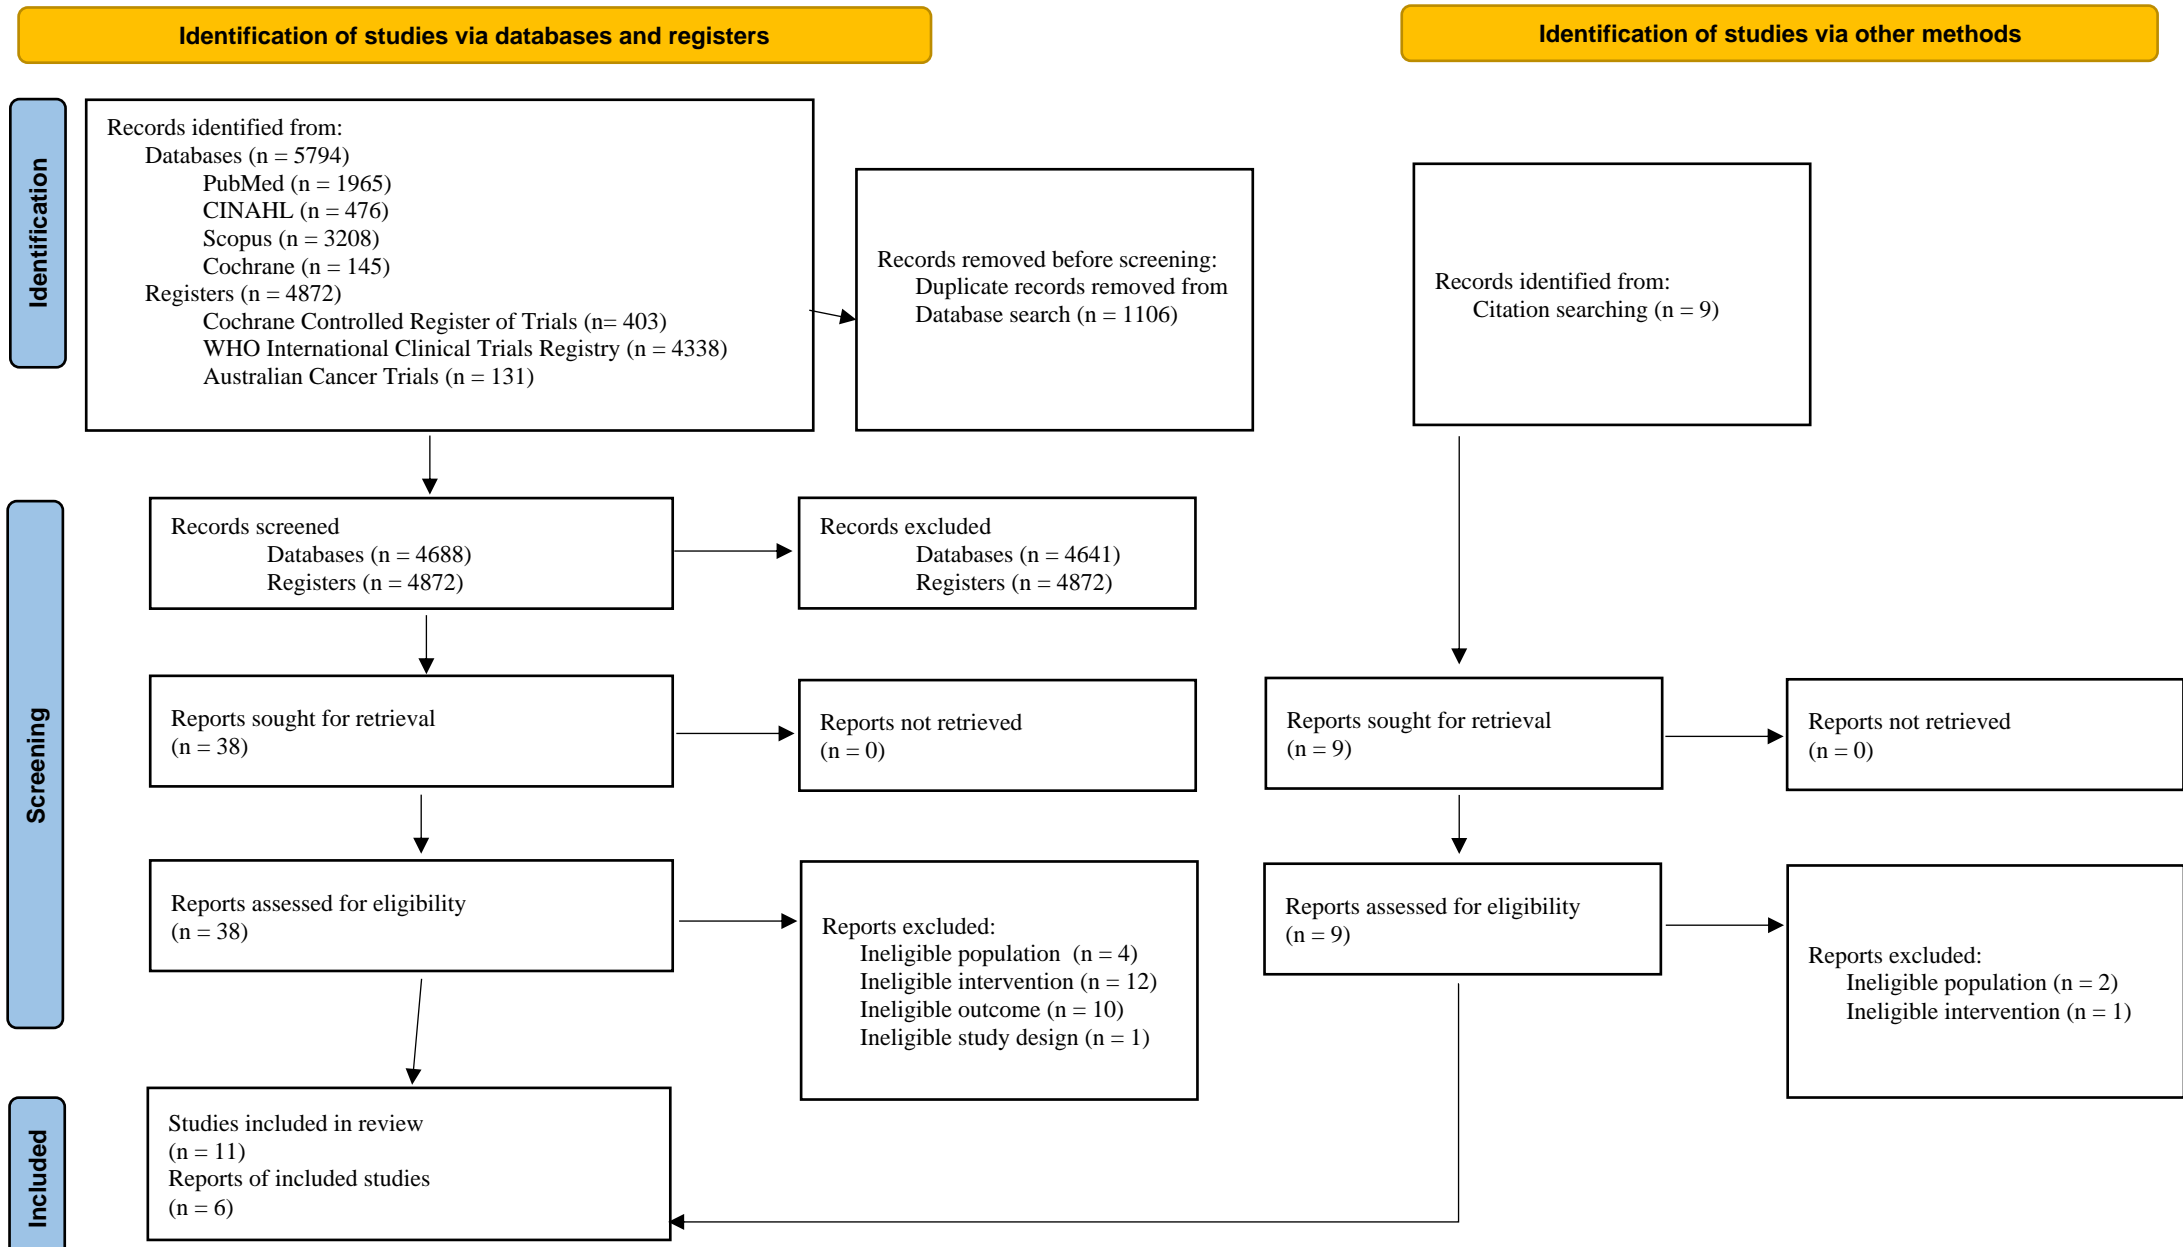 Identification of studies via databases and registers
Identification of studies via other methods
Identification
Records identified from:
Databases (n = 5794)
PubMed (n = 1965)
CINAHL (n = 476)
Scopus (n = 3208)
Cochrane (n = 145)
Registers (n = 4872)
Cochrane Controlled Register of Trials (n= 403)
WHO International Clinical Trials Registry (n = 4338)
Australian Cancer Trials (n = 131)
Records removed before screening:
Duplicate records removed from
Database search (n = 1106)
Records identified from:
Citation searching (n = 9)
Screening
Records screened
Databases (n = 4688)
Registers (n = 4872)
Records excluded
Databases (n = 4641)
Registers (n = 4872)
Reports sought for retrieval
(n = 38)
Reports not retrieved
(n = 0)
Reports sought for retrieval
(n = 9)
Reports not retrieved
(n = 0)
Reports assessed for eligibility
(n = 38)
Reports excluded:
Ineligible population  (n = 4)
Ineligible intervention (n = 12)
Ineligible outcome (n = 10)
Ineligible study design (n = 1)
Reports assessed for eligibility
(n = 9)
Reports excluded:
Ineligible population (n = 2)
Ineligible intervention (n = 1)
Included
Studies included in review
(n = 11)
Reports of included studies
(n = 6)